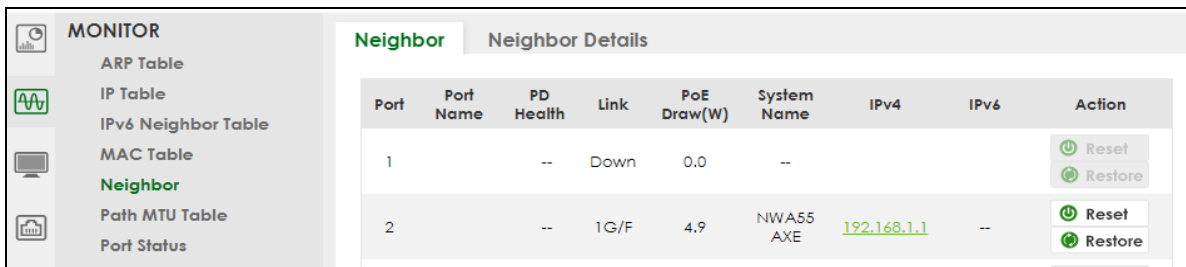 MONITOR
ARP Table
IP Table
IPv6 Neighbor Table
MAC Table
Neighbor
Path MTU Table
Port Status
Neighbor Neighbor Details
Port Port Name PD Health Link PoE Draw(W) System Name IPv4 IPv6 Action
1 -- Down 0.0 -- Reset Restore
2 -- 1G/F 4.9 NWA55 AXE 192.168.1.1 -- Reset Restore